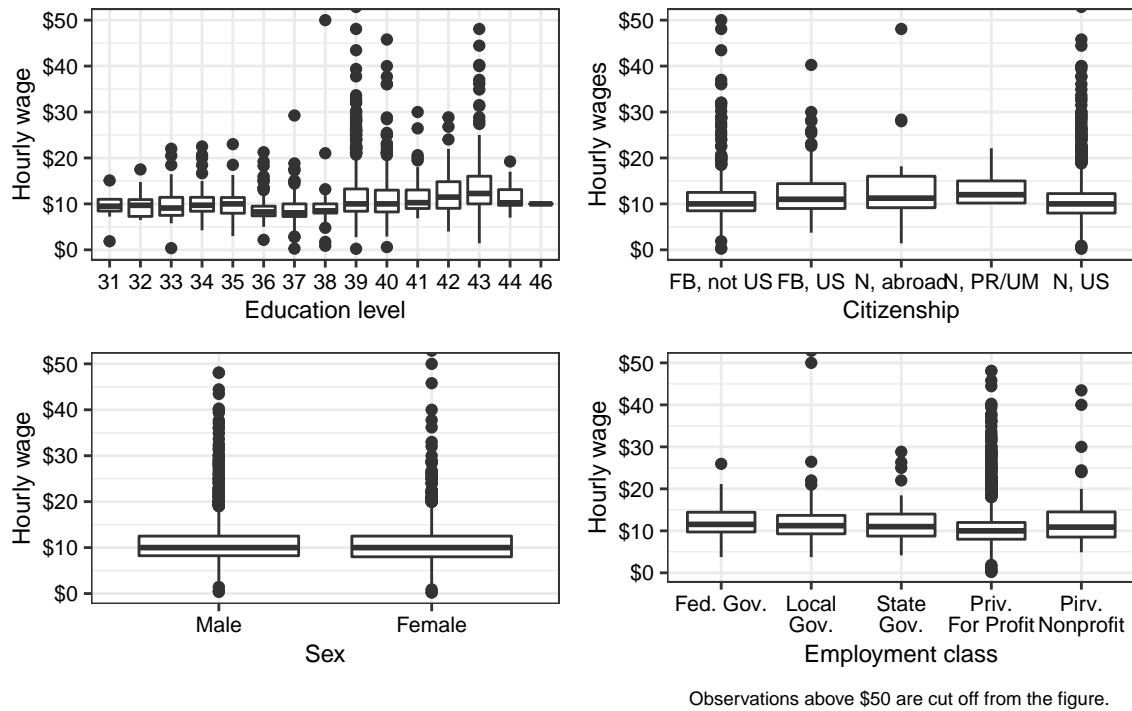 $50
$40
$30
$20
$10
$0
Hourly wage
31 32 33 34 35 36 37 38 39 40 41 42 43 44 46
Education level
$50
$40
$30
$20
$10
$0
Hourly wages
FB, not US FB, US N, abroad N, PR/UM N, US
Citizenship
$50
$40
$30
$20
$10
$0
Hourly wage
Male Female
Sex
$50
$40
$30
$20
$10
$0
Hourly wage
Fed. Gov. Local State Priv. Pirv.
Gov. Gov. For Profit Nonprofit
Employment class
Observations above $50 are cut off from the figure.